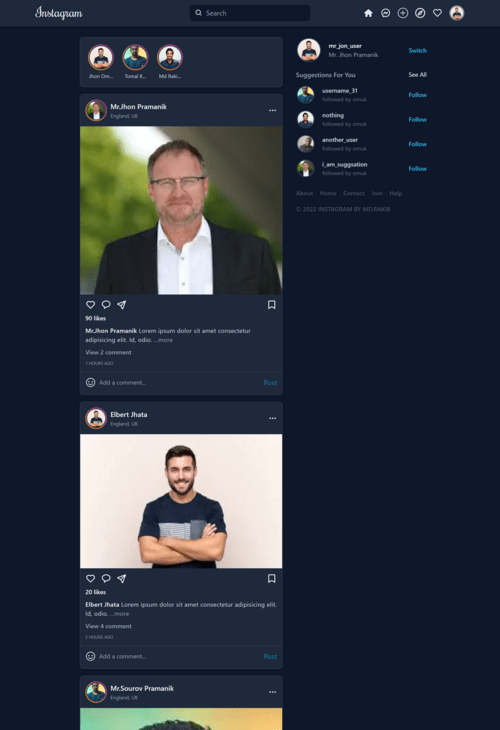 Instagram
Search
Jhon Om...
Tomal K...
Md Raki...
Mr.Jhon Pramanik
England, UK
90 likes
Mr.Jhon Pramanik Lorem ipsum dolor sit amet consectetur
adipisicing elit. Id, odio. ...more
View 2 comment
1 HOURS AGO
Add a comment...
Post
Elbert Jhata
England, UK
20 likes
Elbert Jhata Lorem ipsum dolor sit amet consectetur adipisicing elit.
Id, odio. ...more
View 4 comment
2 HOURS AGO
Add a comment...
Post
Mr.Sourov Pramanik
England, UK
mr_jon_user
Mr. Jhon Pramanik
Switch
Suggestions For You
See All
username_31
followed by omuk
Follow
nothing
followed by omuk
Follow
another_user
followed by omuk
Follow
i_am_suggsation
followed by omuk
Follow
About Home Contact Join Help
© 2022 INSTAGRAM BY MD.RAKIB